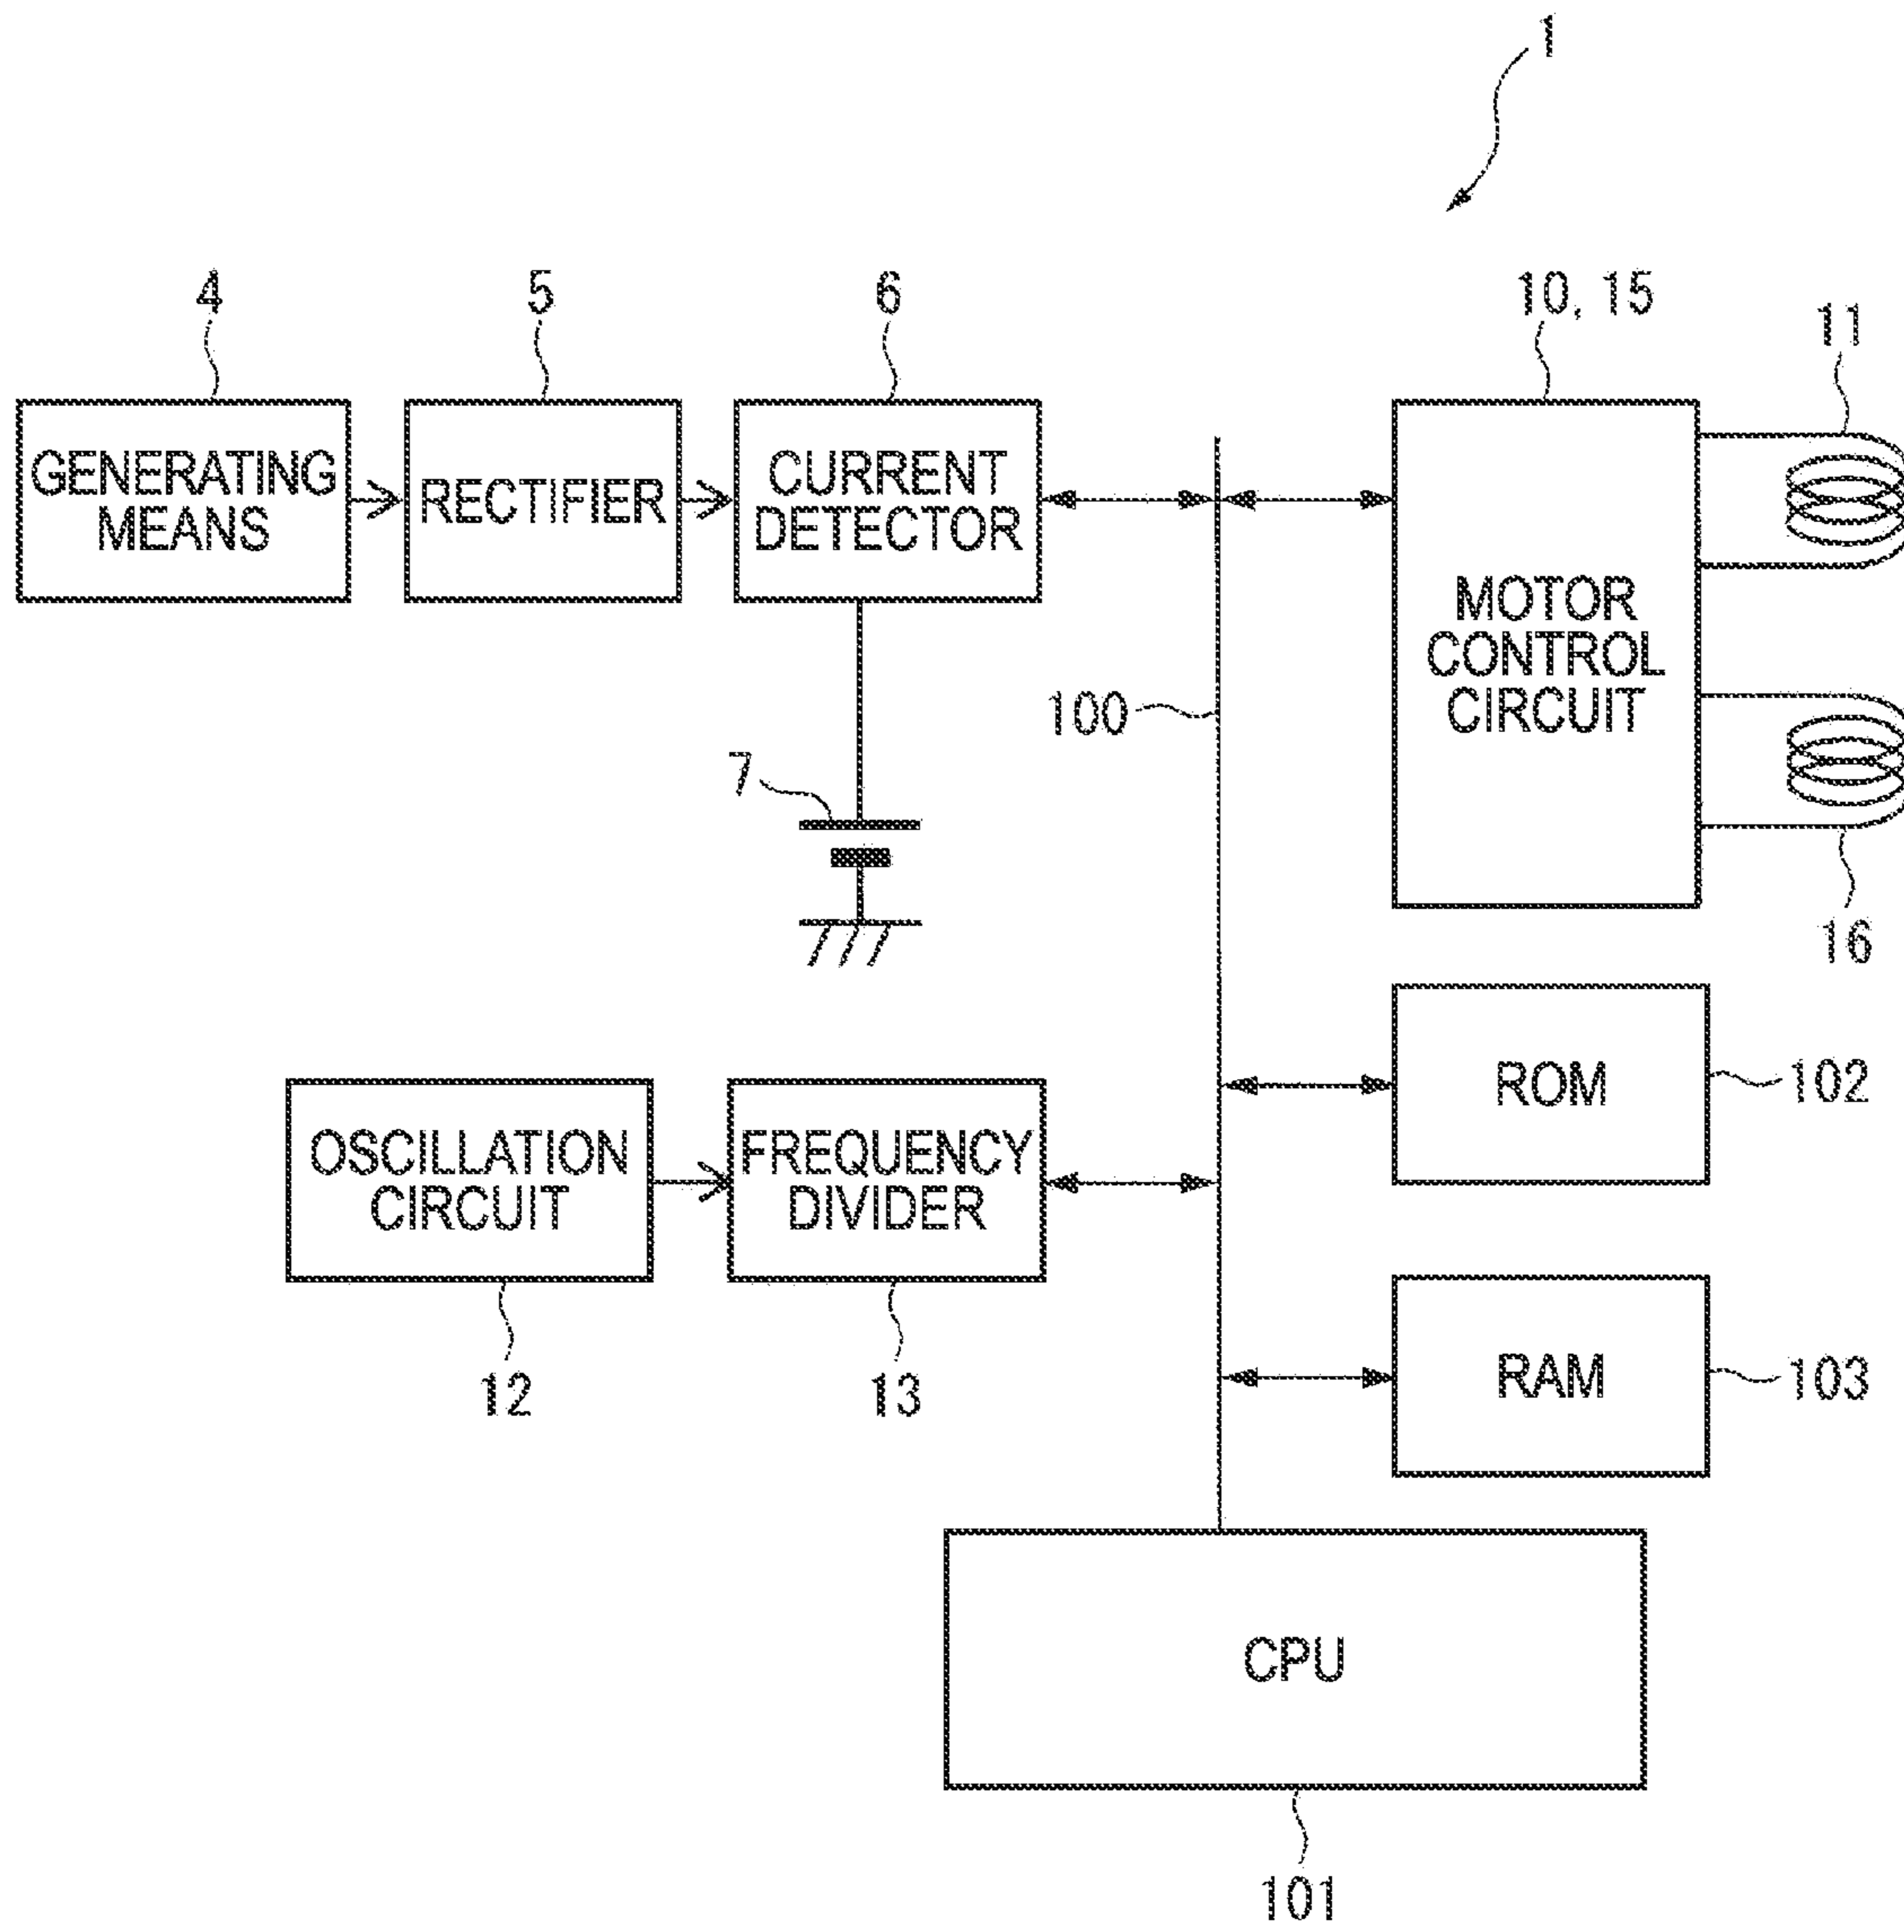 1
4
5
6
10, 15
11
GENERATING
MEANS
RECTIFIER
CURRENT
DETECTOR
MOTOR
CONTROL
CIRCUIT
100
7
16
ROM
102
OSCILLATION
CIRCUIT
FREQUENCY
DIVIDER
12
13
RAM
103
CPU
101